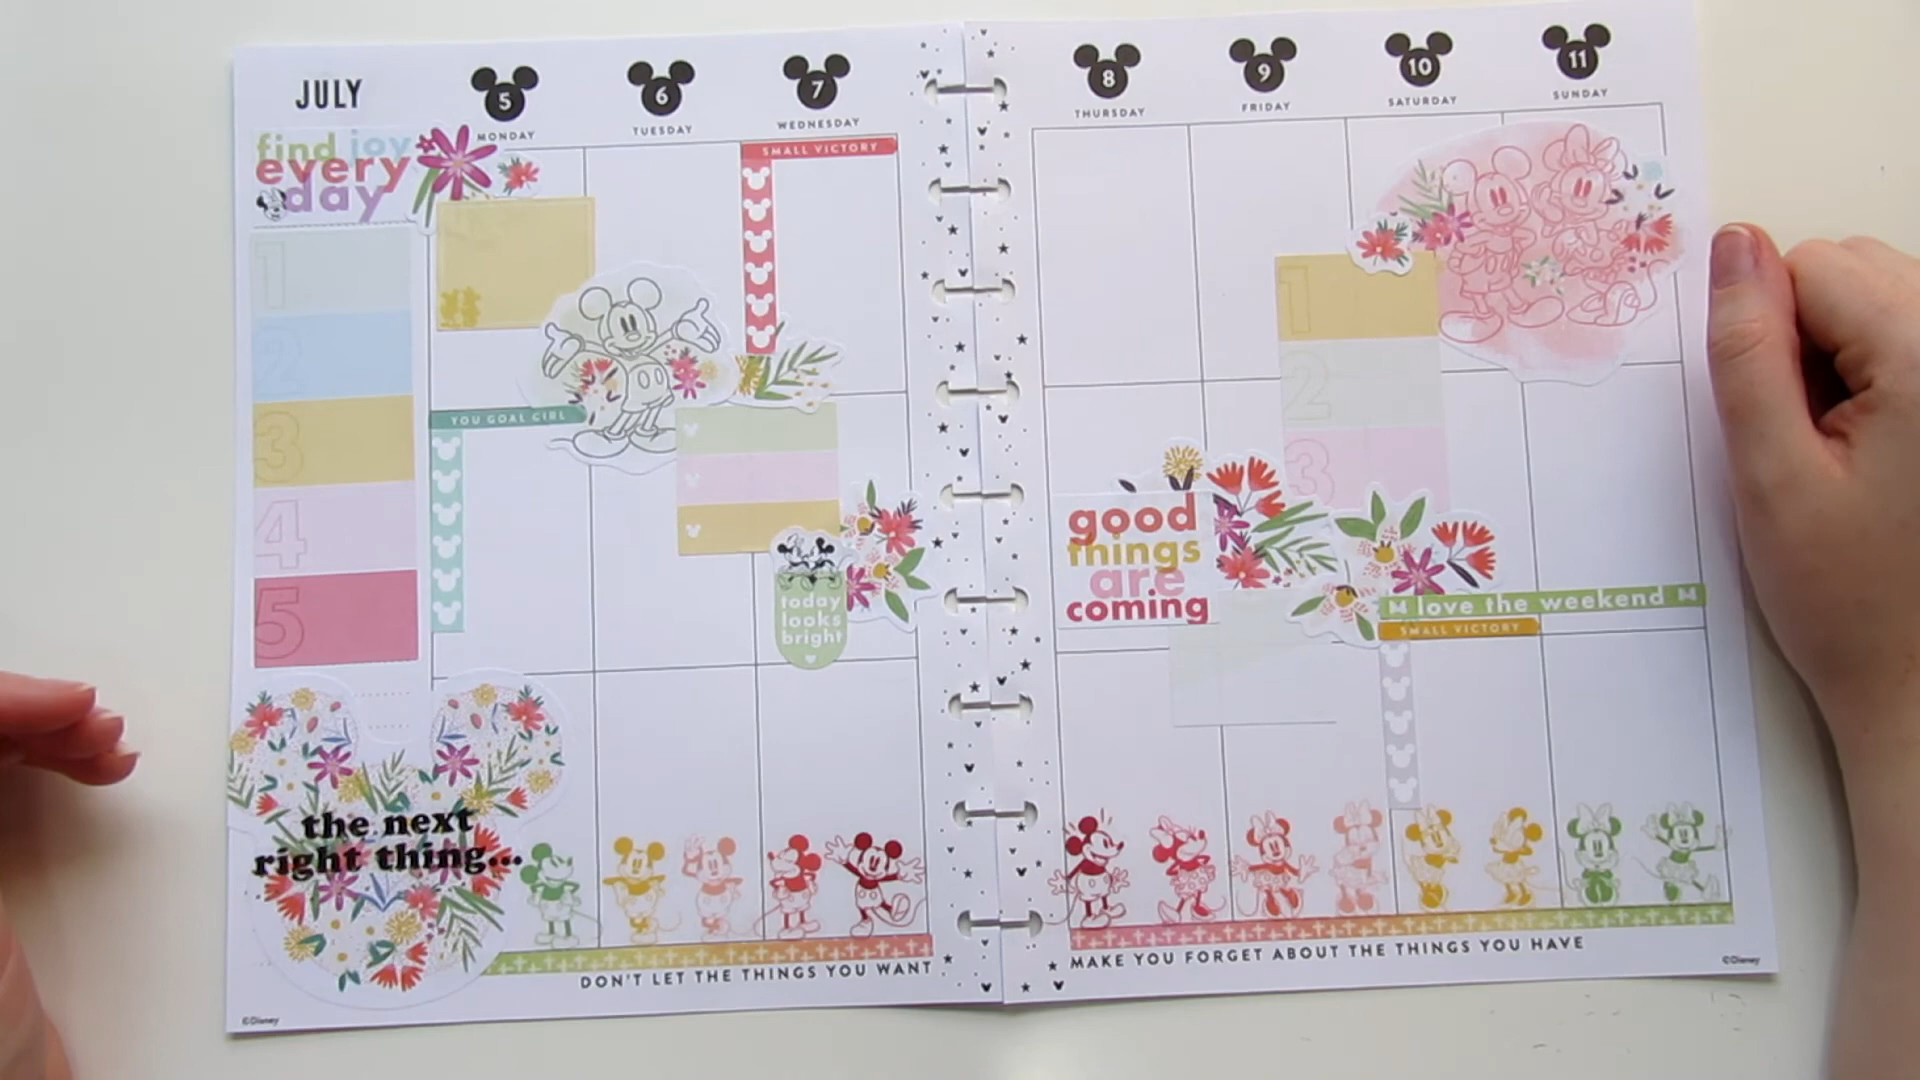 JULY
5
MONDAY
6
TUESDAY
7
WEDNESDAY
8
THURSDAY
9
FRIDAY
10
SATURDAY
11
SUNDAY
find joy
every
day
1
2
3
4
5
SMALL VICTORY
YOU GOAL GIRL
today
looks
bright
the next
right thing...
DON'T LET THE THINGS YOU WANT
©Disney
1
2
3
good
things
are
coming
love the weekend
SMALL VICTORY
MAKE YOU FORGET ABOUT THE THINGS YOU HAVE
©Disney